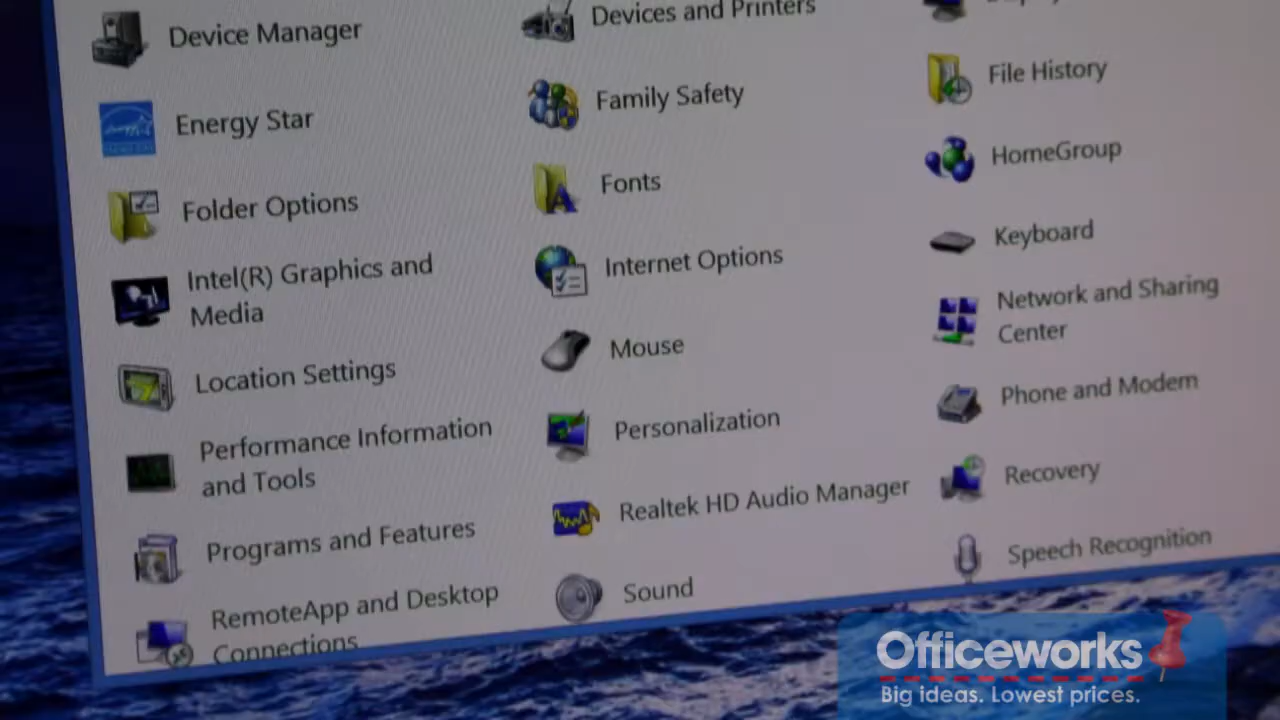 Device Manager
Devices and Printers
Energy Star
Family Safety
File History
Folder Options
Fonts
HomeGroup
Intel(R) Graphics and
Media
Internet Options
Keyboard
Location Settings
Mouse
Network and Sharing
Center
Performance Information
and Tools
Personalization
Phone and Modem
Programs and Features
Realtek HD Audio Manager
Recovery
RemoteApp and Desktop
Connections
Sound
Speech Recognition
Officeworks
Big ideas. Lowest prices.